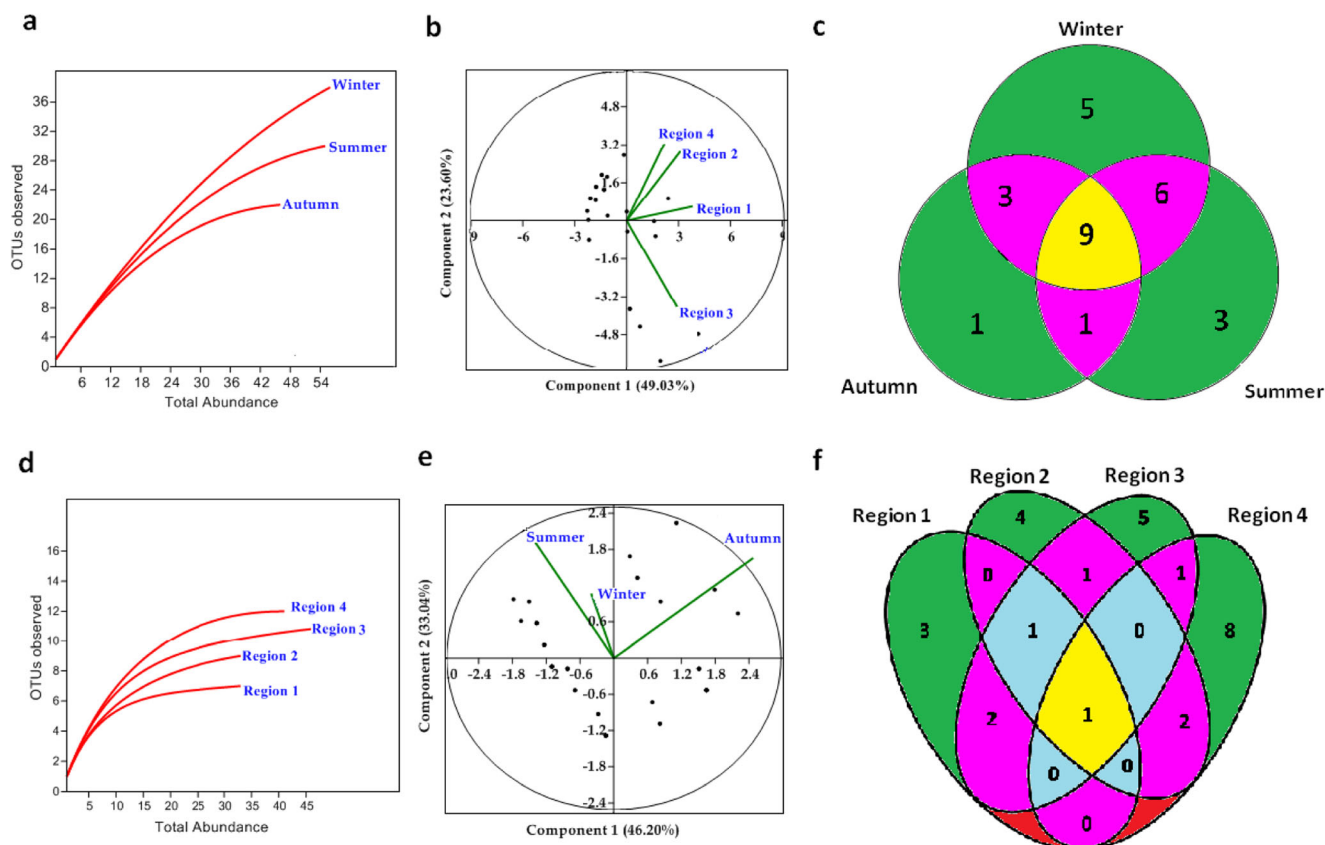 a
OTUs observed
36
32
28
24
20
16
12
8
4
0
Winter
Summer
Autumn
6 12 18 24 30 36 42 48 54
Total Abundance
b
Component 2 (23.60%)
4.8
3.2
1.6
-1.6
-3.2
-4.8
9 -6 -3 3 6 9
Region 4
Region 2
Region 1
Region 3
Component 1 (49.03%)
c
Winter
5
3 6
9
1 1 3
Autumn Summer
d
OTUs observed
16
14
12
10
8
6
4
2
0
Region 4
Region 3
Region 2
Region 1
5 10 15 20 25 30 35 40 45
Total Abundance
e
Component 2 (33.04%)
2.4
1.8
0.6
-0.6
-1.2
-1.8
-2.4
.0 -2.4 -1.8 -1.2 -0.6 0.6 1.2 1.8 2.4
Summer
Winter
Autumn
Component 1 (46.20%)
f
Region 1 Region 2 Region 3 Region 4
4 5
0 1 1
3 1 0 8
2 1 2
0 0
0